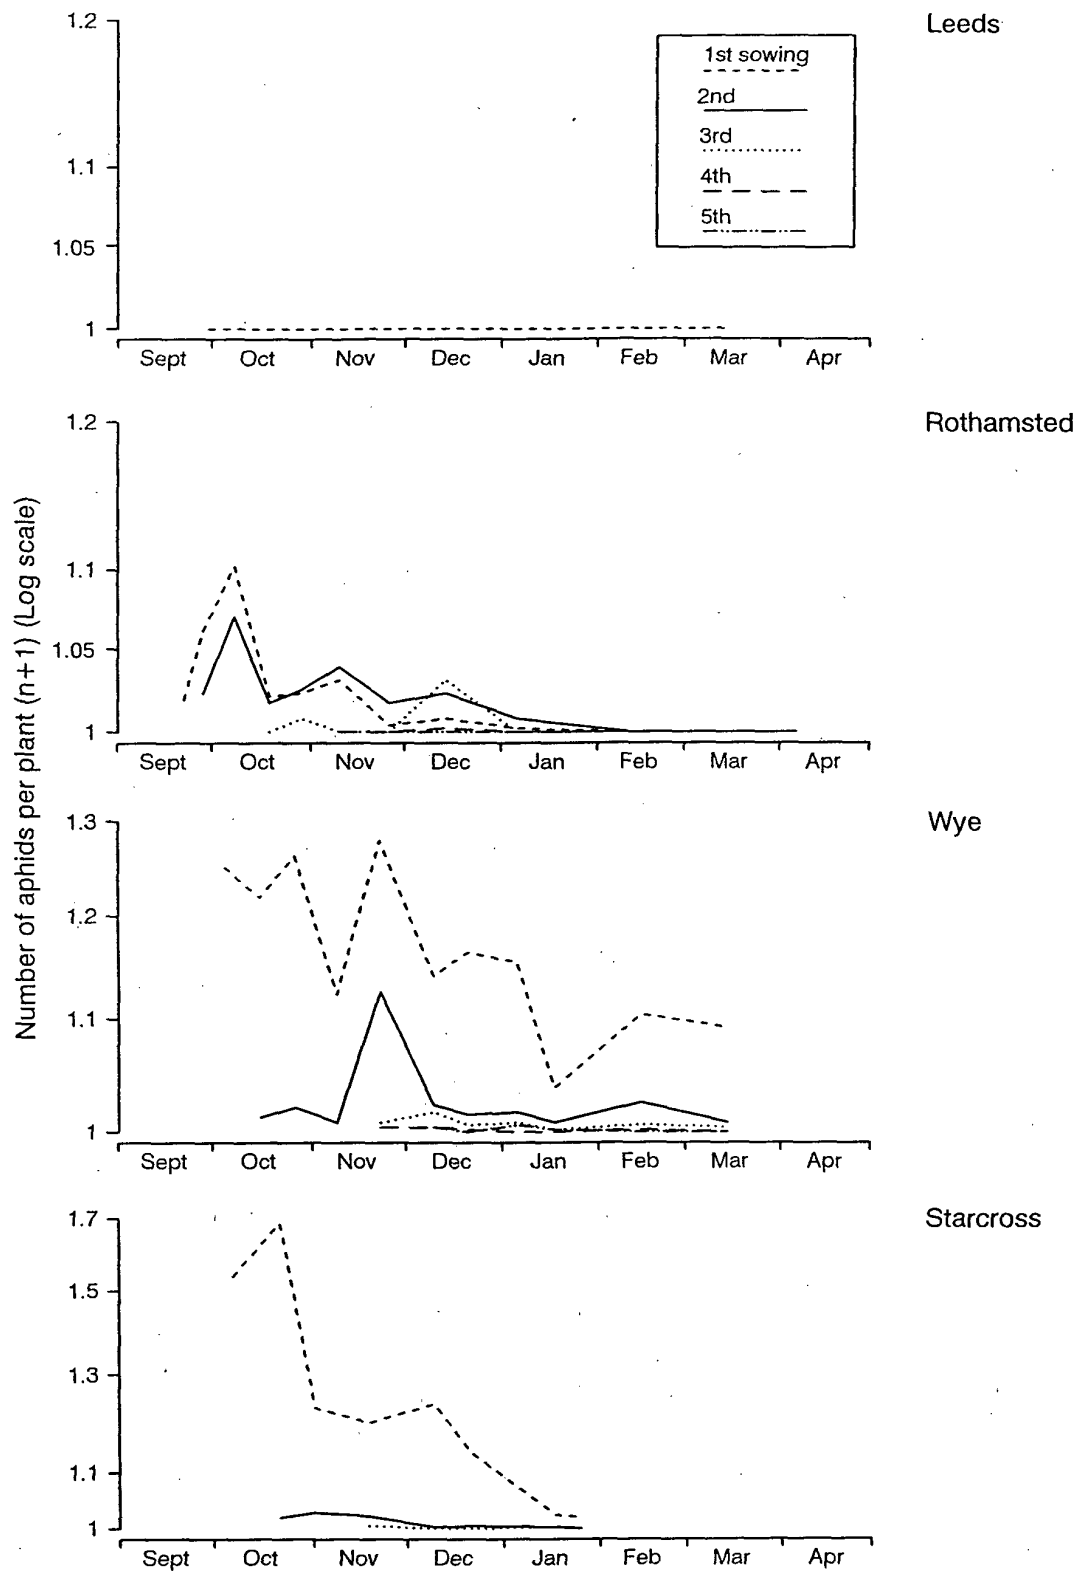 Leeds
1.2
1.1
1.05
1
1st sowing
2nd
3rd
4th
5th
Sept Oct Nov Dec Jan Feb Mar Apr
Rothamsted
1.2
1.1
1.05
1
Sept Oct Nov Dec Jan Feb Mar Apr
Number of aphids per plant (n+1) (Log scale)
Wye
1.3
1.2
1.1
1
Sept Oct Nov Dec Jan Feb Mar Apr
Starcross
1.7
1.5
1.3
1.1
1
Sept Oct Nov Dec Jan Feb Mar Apr